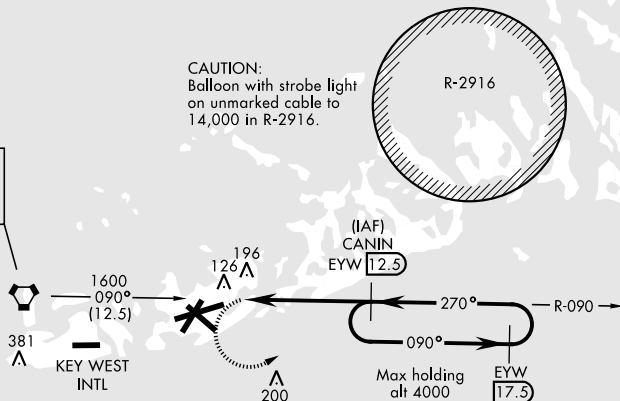 CAUTION:
Balloon with strobe light
on unmarked cable to
14,000 in R-2916.
R-2916
(IAF)
CANIN
EYW 12.5
196
126
1600
090°
(12.5)
270°
R-090
090°
381
KEY WEST
INTL
Max holding
alt 4000
EYW
17.5
200